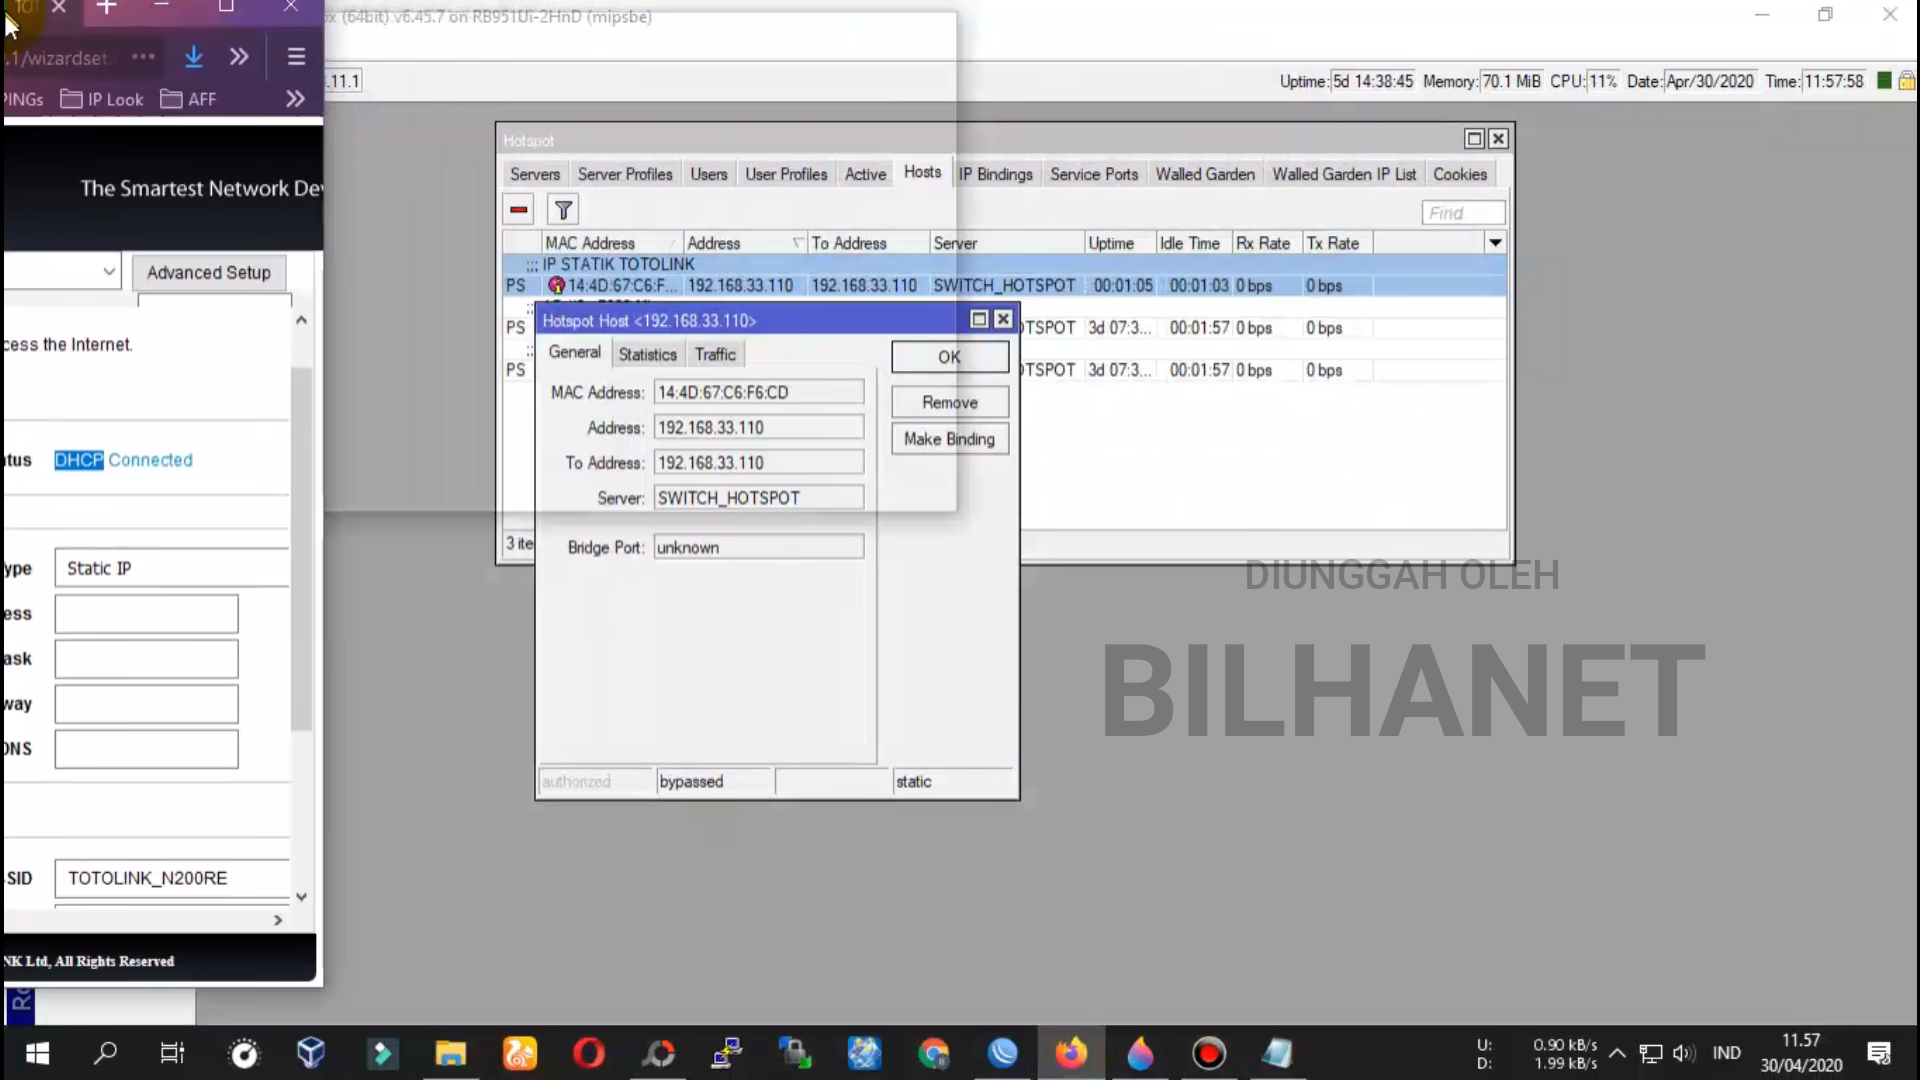 TOT
x (64bit) v6.45.7 on RB951Ui-2HnD (mipsbe)
.1/wizardset.
PINGs IP Look AFF
.11.1
Uptime: 5d 14:38:45 Memory: 70.1 MiB CPU: 11% Date: Apr/30/2020 Time: 11:57:58
Hotspot
Servers Server Profiles Users User Profiles Active Hosts IP Bindings Service Ports Walled Garden Walled Garden IP List Cookies
Find
MAC Address Address To Address Server Uptime Idle Time Rx Rate Tx Rate
;;; IP STATIK TOTOLINK
PS 14:4D:67:C6:F... 192.168.33.110 192.168.33.110 SWITCH_HOTSPOT 00:01:05 00:01:03 0 bps 0 bps
PS OTSPOT 3d 07:3... 00:01:57 0 bps 0 bps
PS OTSPOT 3d 07:3... 00:01:57 0 bps 0 bps
3 ite
Hotspot Host <192.168.33.110>
General Statistics Traffic
MAC Address: 14:4D:67:C6:F6:CD
Address: 192.168.33.110
To Address: 192.168.33.110
Server: SWITCH_HOTSPOT
Bridge Port: unknown
OK
Remove
Make Binding
authorized bypassed static
The Smartest Network Dev
Advanced Setup
cess the Internet.
tus DHCP Connected
ype Static IP
ess
ask
way
DNS
SID TOTOLINK_N200RE
NK Ltd, All Rights Reserved
DIUNGGAH OLEH
BILHANET
U: 0.90 kB/s
D: 1.99 kB/s
IND
11.57
30/04/2020